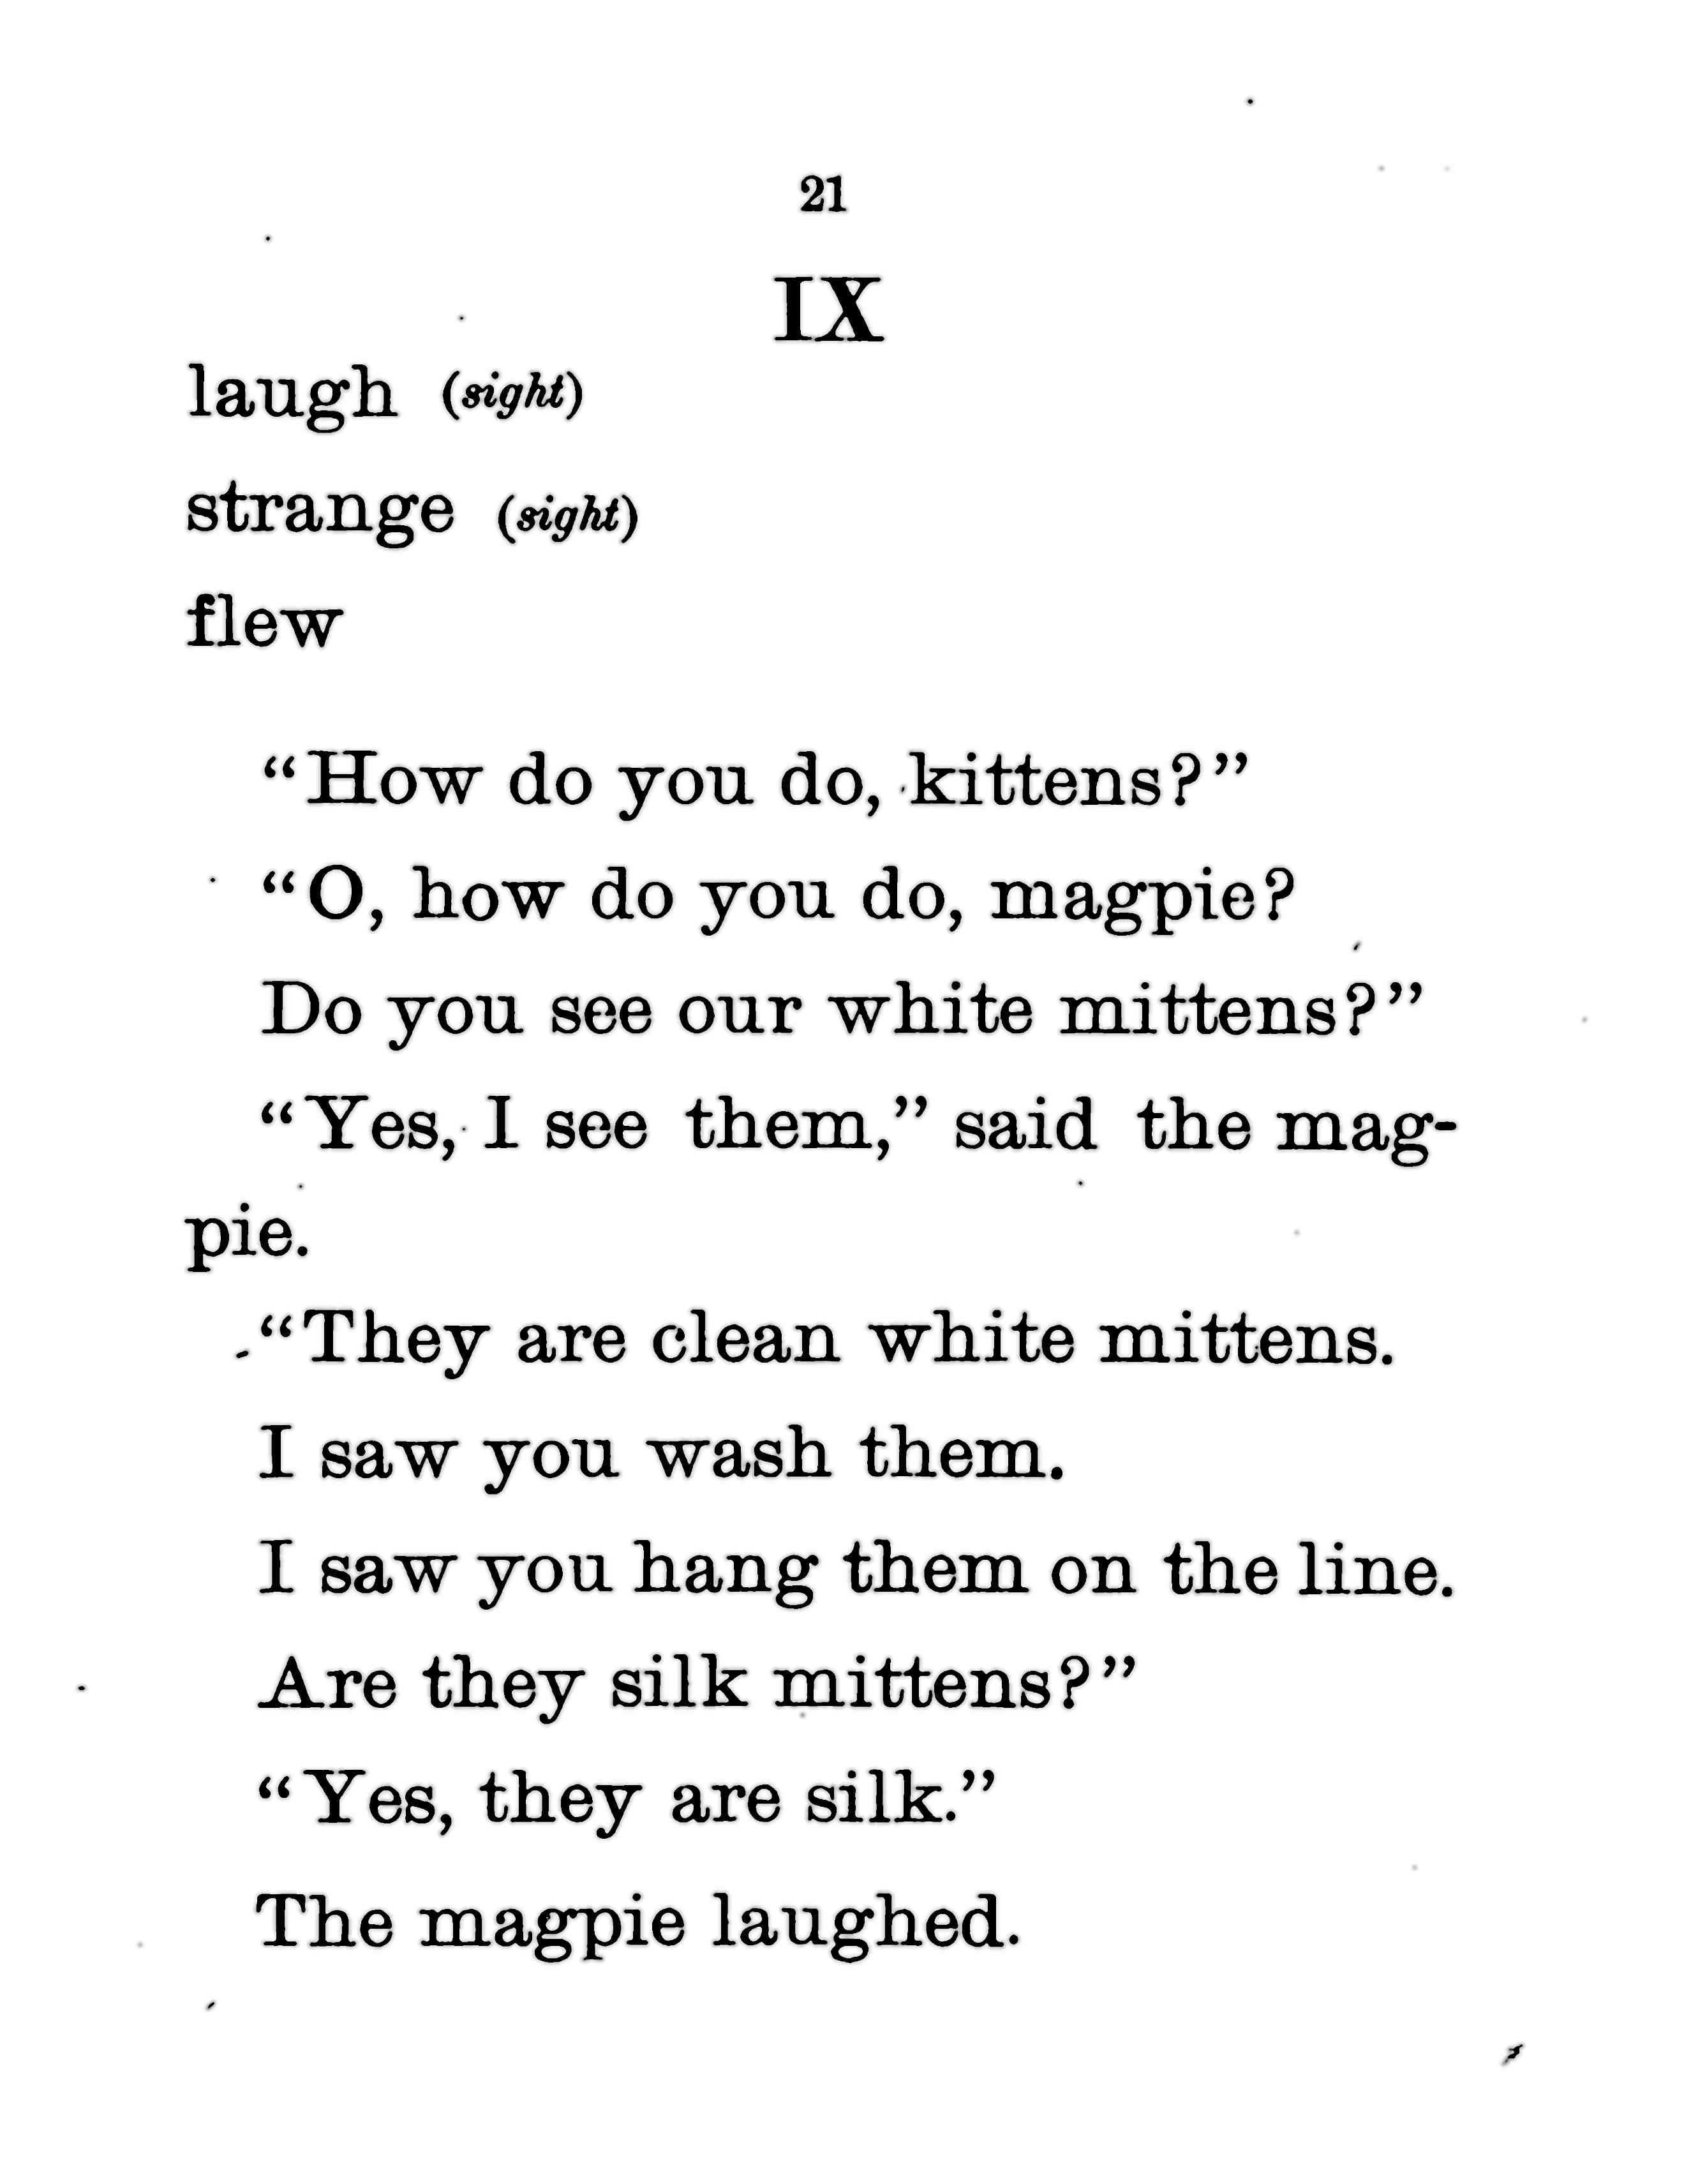 21
IX
laugh (sight)
strange (sight)
flew
“How do you do, kittens?”
“O, how do you do, magpie?
Do you see our white mittens?”
“Yes, I see them,” said the mag-
pie.
“They are clean white mittens.
I saw you wash them.
I saw you hang them on the line.
Are they silk mittens?”
“Yes, they are silk.”
The magpie laughed.